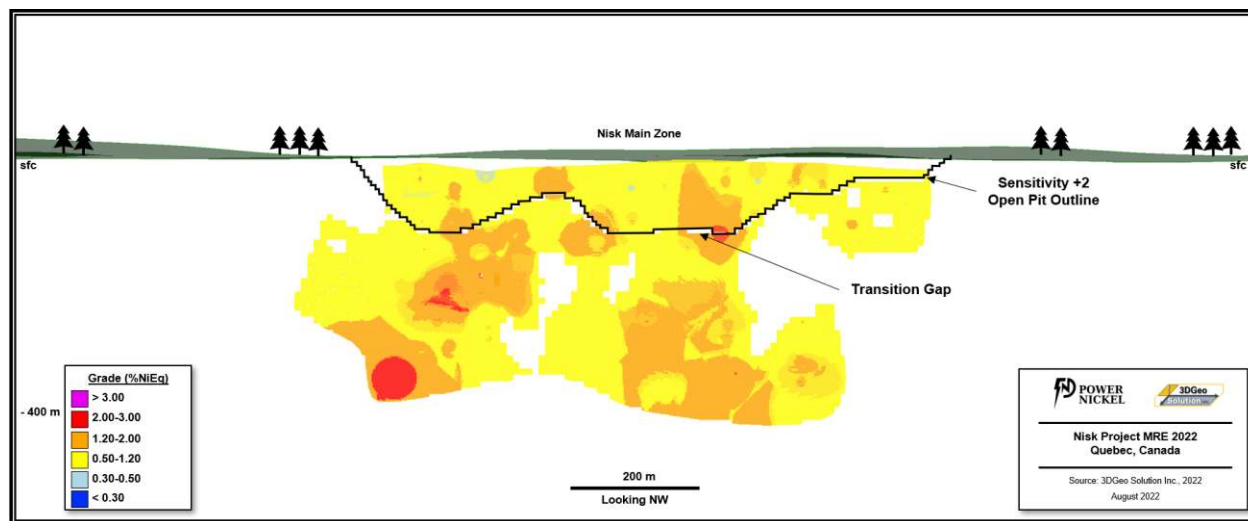 Nisk Main Zone
sfc
sfc
Sensitivity +2
Open Pit Outline
Transition Gap
Grade (%NiEq)
> 3.00
2.00-3.00
1.20-2.00
0.50-1.20
0.30-0.50
< 0.30
- 400 m
200 m
Looking NW
POWER
NICKEL
3DGeo
Solution Inc.
Nisk Project MRE 2022
Quebec, Canada
Source: 3DGeo Solution Inc., 2022
August 2022